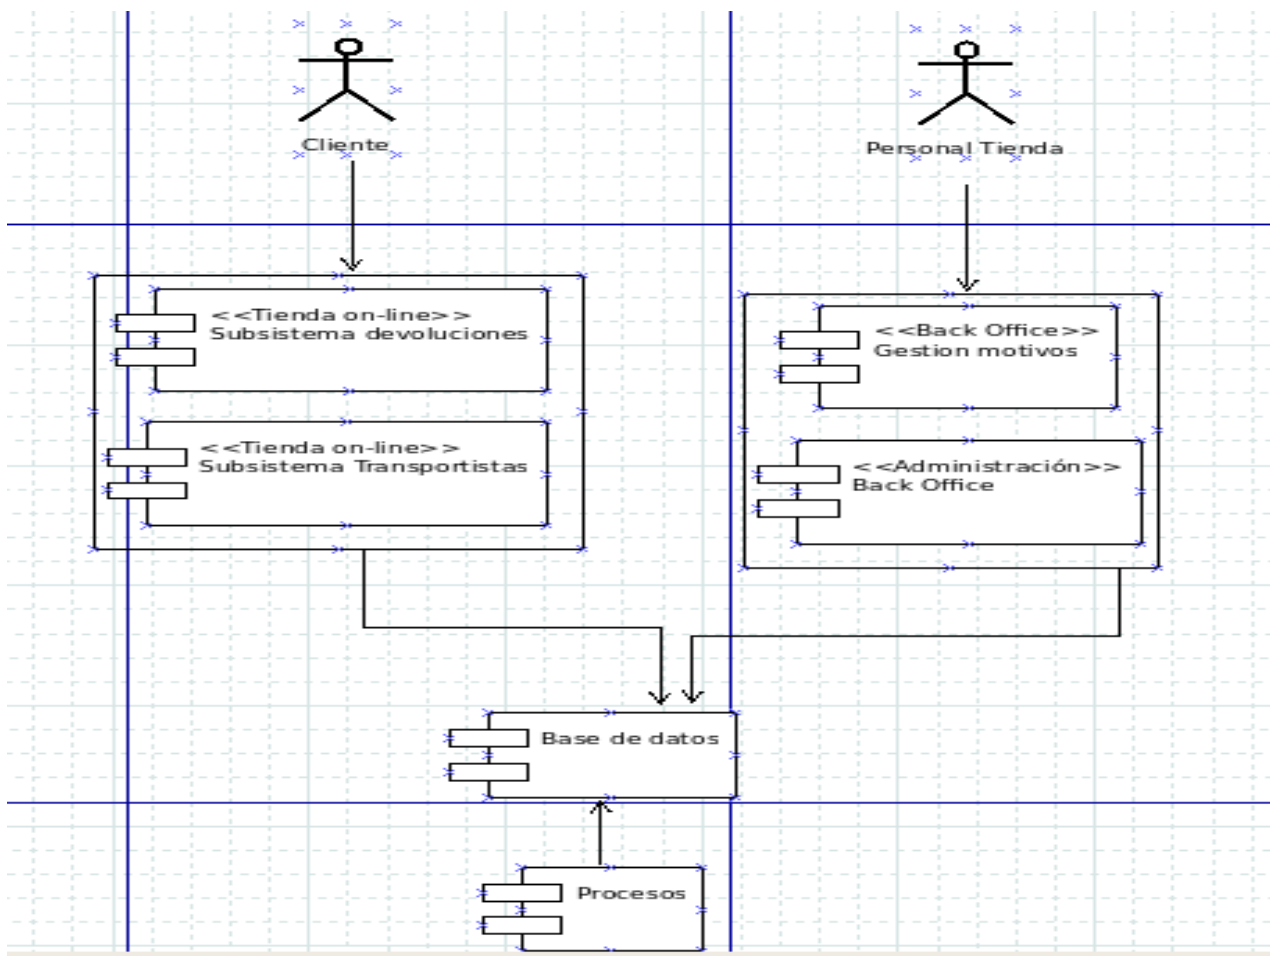 Cliente
Personal Tienda
<<Tienda on-line>>
Subsistema devoluciones
<<Tienda on-line>>
Subsistema Transportistas
<<Back Office>>
Gestion motivos
<<Administración>>
Back Office
Base de datos
Procesos